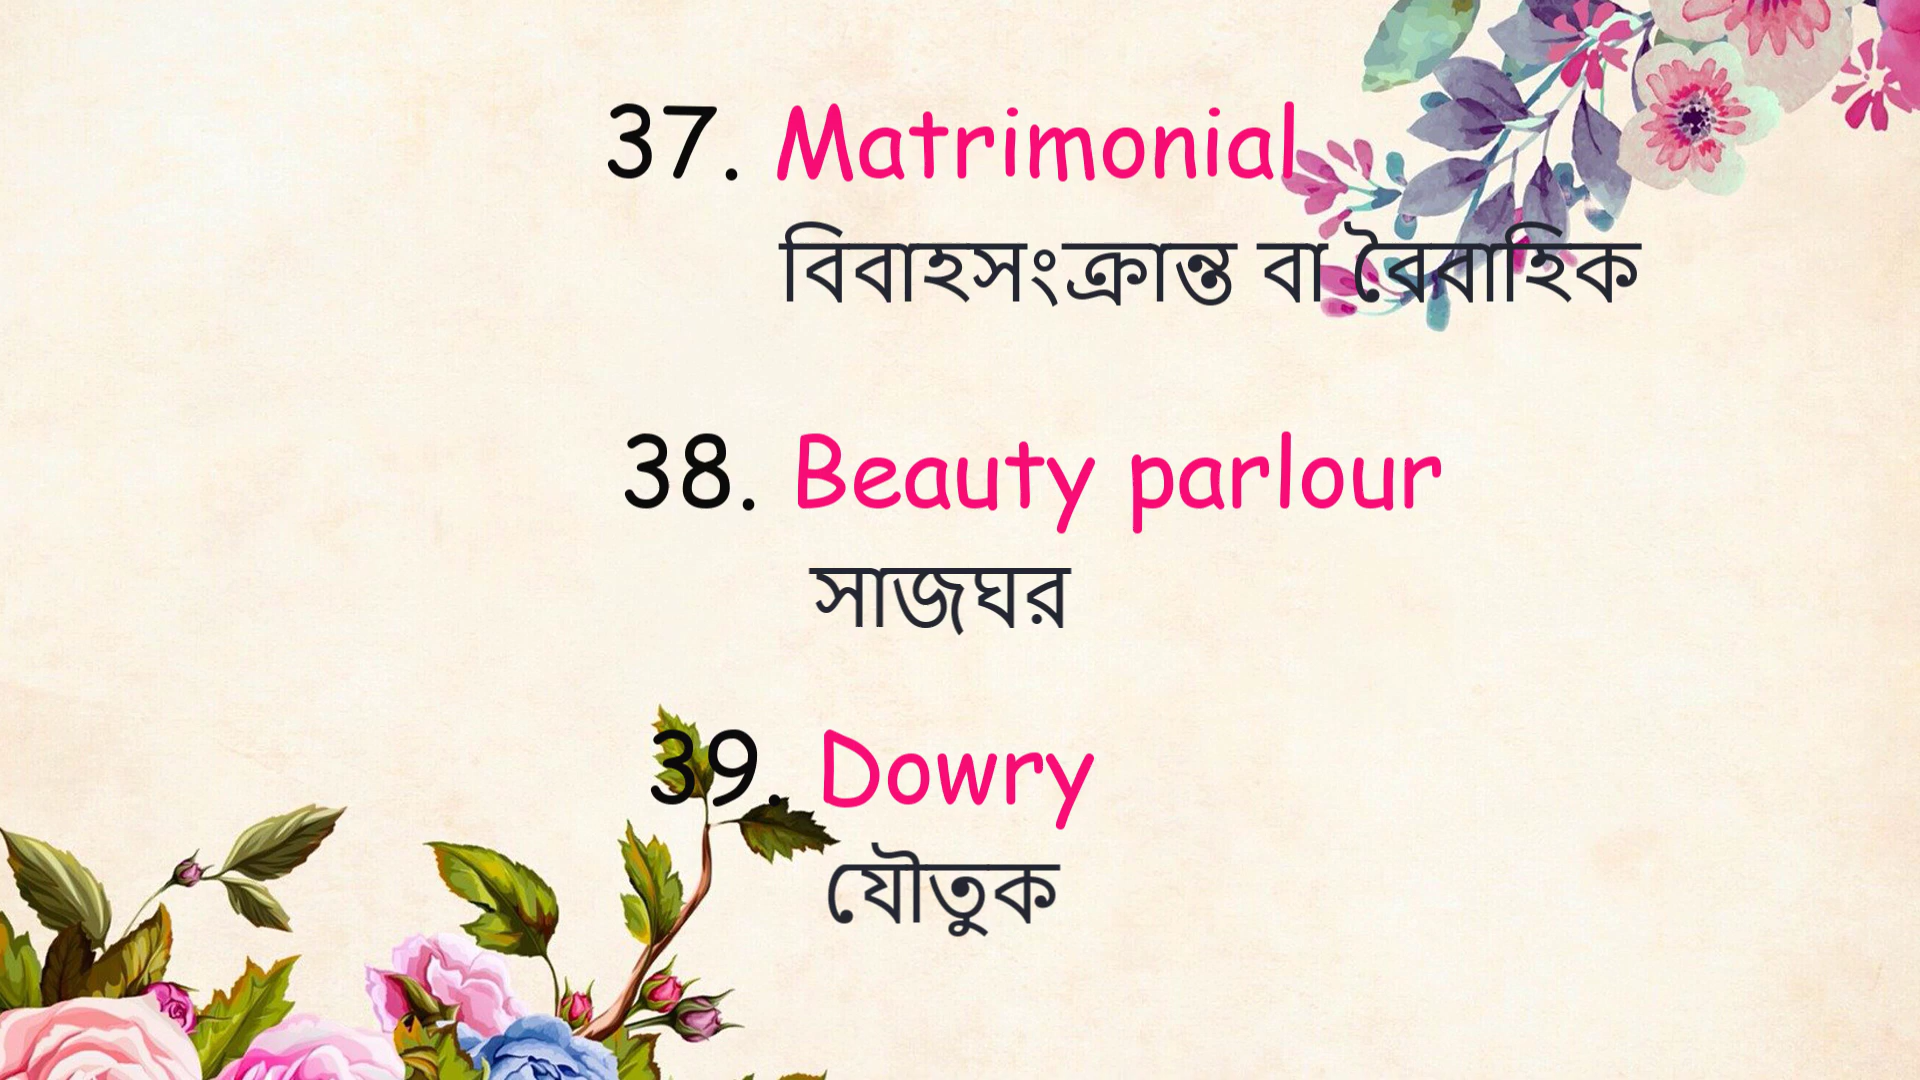 37. Matrimonial
বিবাহসংক্রান্ত বা বৈবাহিক
38. Beauty parlour
সাজঘর
39. Dowry
যৌতুক